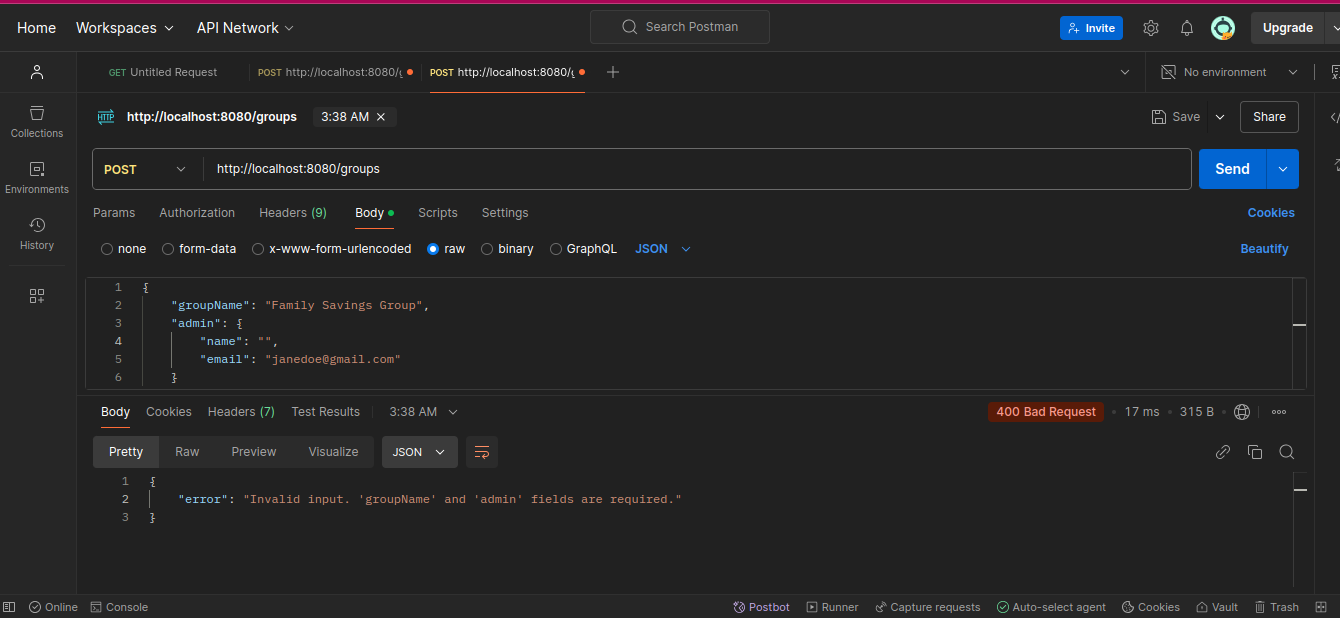 Home Workspaces API Network Search Postman Invite Upgrade
GET Untitled Request POST http://localhost:8080/ POST http://localhost:8080/ No environment
HTTP http://localhost:8080/groups 3:38 AM Save Share
POST http://localhost:8080/groups Send
Params Authorization Headers (9) Body Scripts Settings Cookies
none form-data x-www-form-urlencoded raw binary GraphQL JSON Beautify
Collections
Environments
History
1 {
2 "groupName": "Family Savings Group",
3 "admin": {
4 "name": "",
5 "email": "janedoe@gmail.com"
6 }
Body Cookies Headers (7) Test Results 3:38 AM 400 Bad Request 17 ms 315 B
Pretty Raw Preview Visualize JSON
1 {
2 "error": "Invalid input. 'groupName' and 'admin' fields are required."
3 }
Online Console Postbot Runner Capture requests Auto-select agent Cookies Vault Trash